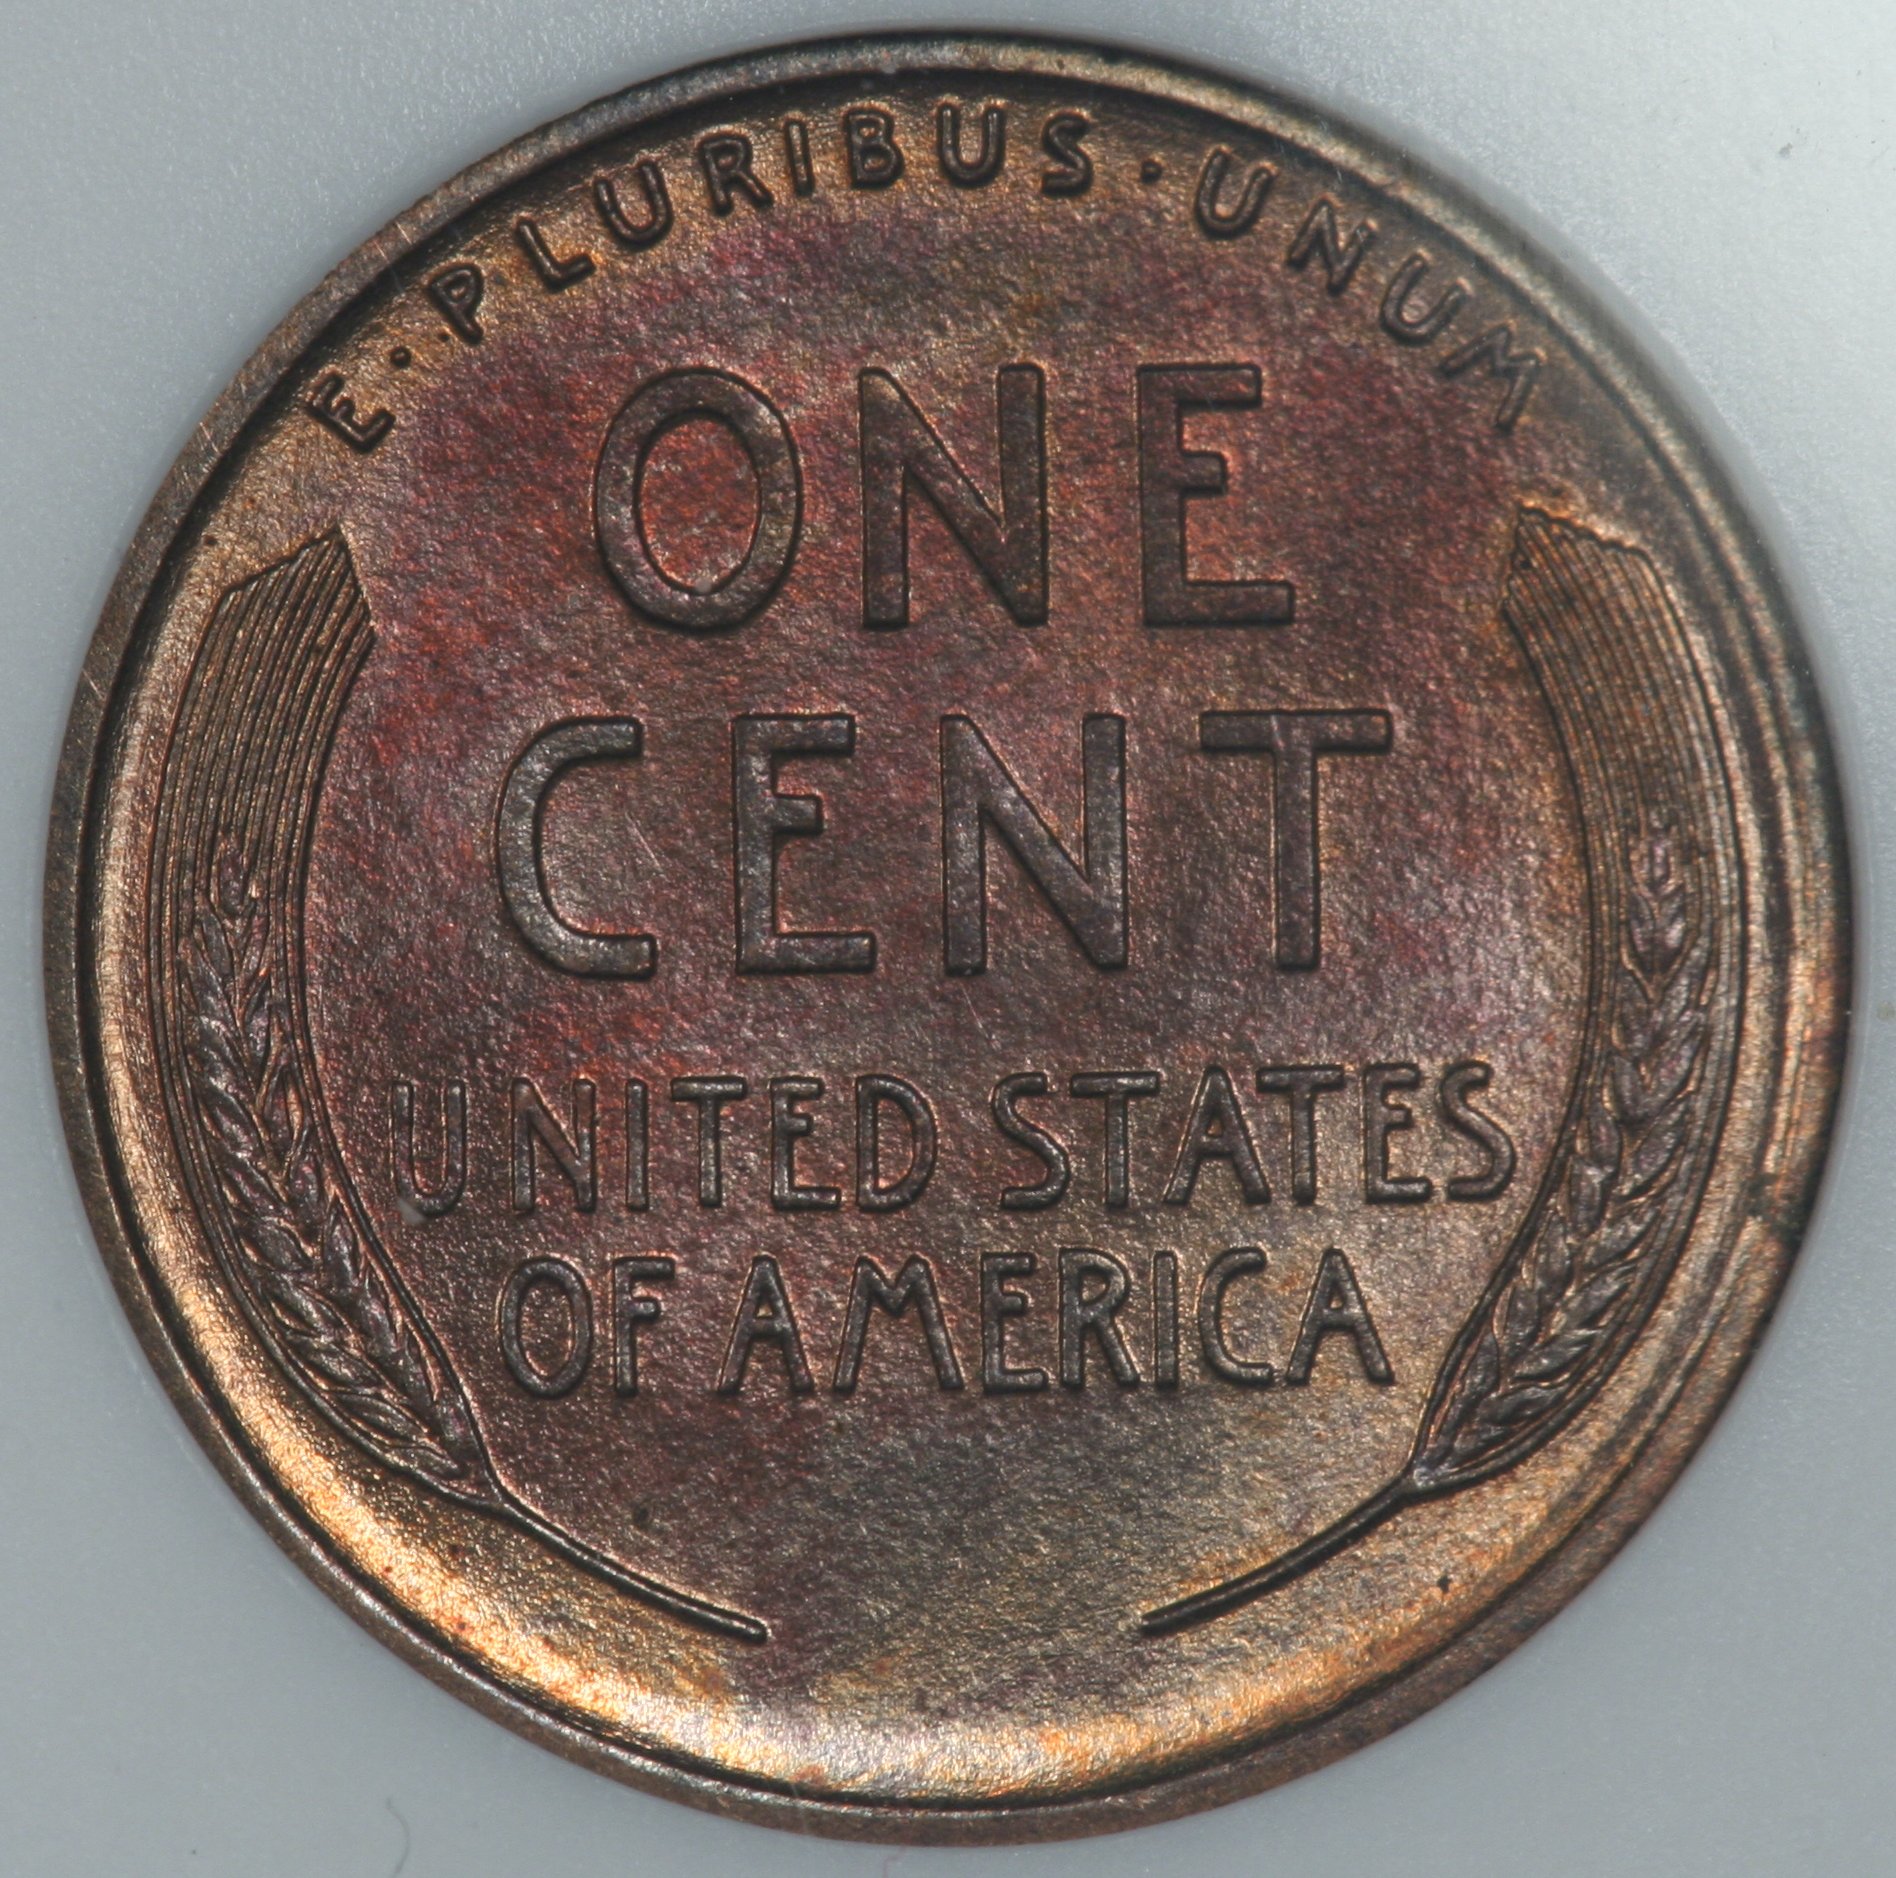 E·PLURIBUS·UNUM
ONE
CENT
UNITED STATES
OF AMERICA